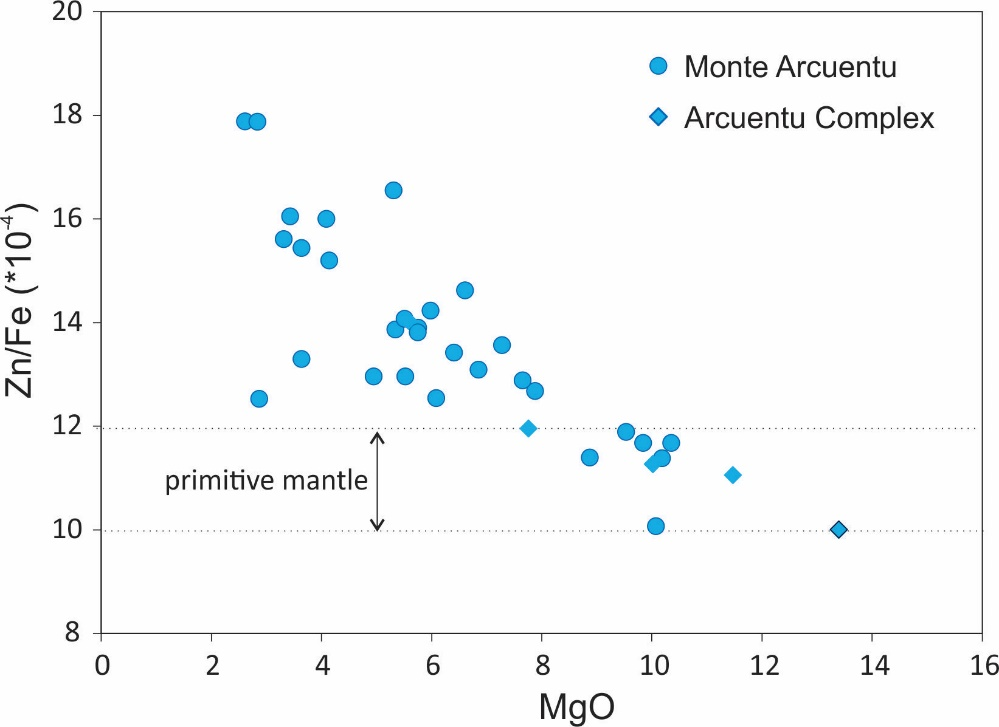 20
18
16
14
12
10
8
Zn/Fe (*10-4)
Monte Arcuentu
Arcuentu Complex
primitive mantle
0 2 4 6 8 10 12 14 16
MgO